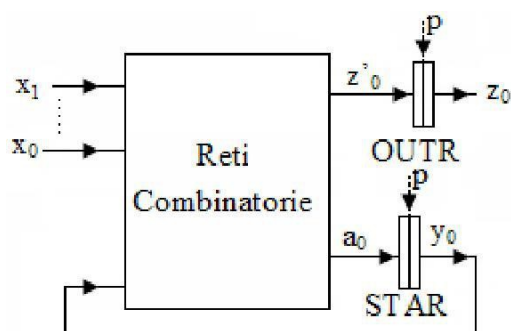 p
x₁
z'₀
z₀
x₀
Reti
Combinatorie
OUTR
p
a₀
y₀
STAR